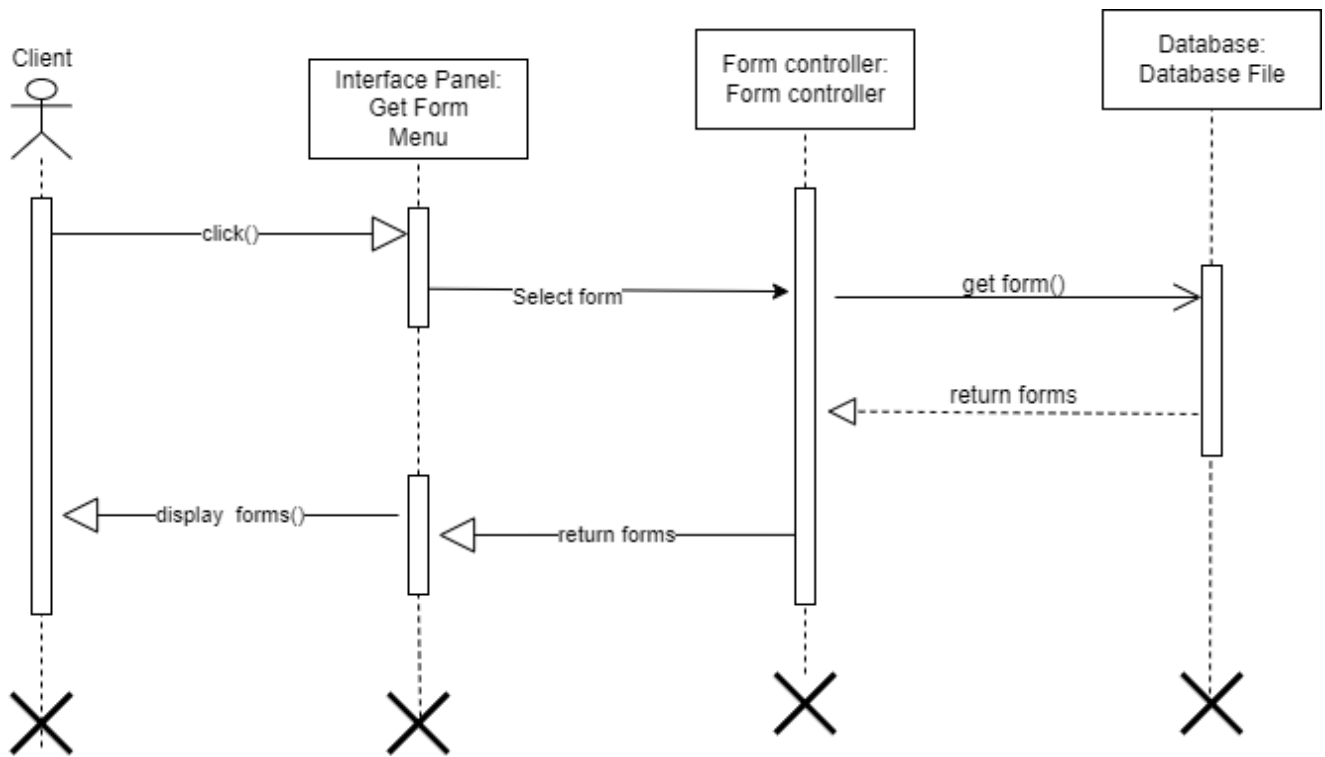 Client
Interface Panel:
Get Form
Menu
Form controller:
Form controller
Database:
Database File
click()
Select form
get form()
return forms
display forms()
return forms